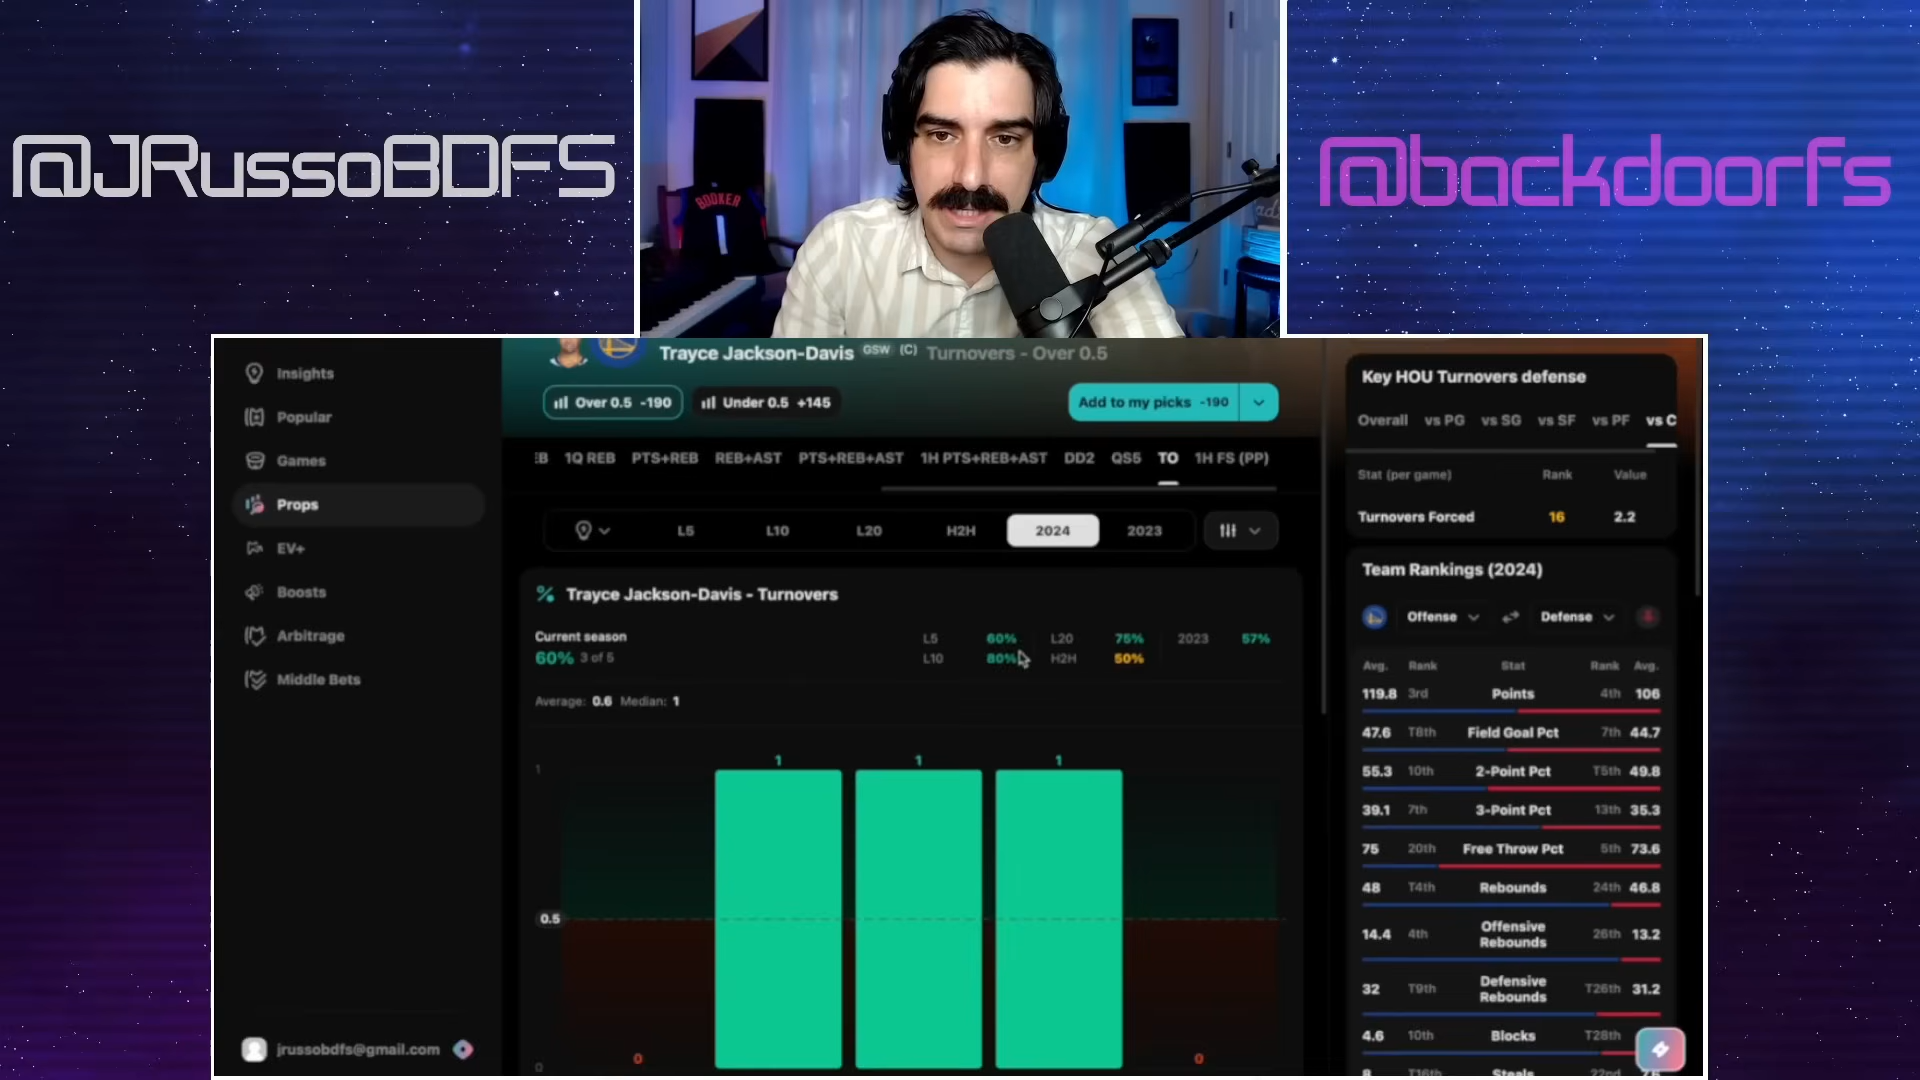 @JRussoBDFS
BOOKER
1
@backdoorfs
Insights
Popular
Games
Props
EV+
Boosts
Arbitrage
Middle Bets
jrussobdfs@gmail.com
Trayce Jackson-Davis GSW (C) Turnovers - Over 0.5
Over 0.5 -190 Under 0.5 +145
Add to my picks -190
1Q REB PTS+REB REB+AST PTS+REB+AST 1H PTS+REB+AST DD2 QS5 TO 1H FS (PP)
L5 L10 L20 H2H 2024 2023
Trayce Jackson-Davis - Turnovers
Current season
60% 3 of 5
L5 60% L20 75% 2023 57%
L10 80% H2H 50%
Average: 0.6 Median: 1
1
1 1 1
0.5
0
0 0
Key HOU Turnovers defense
Overall vs PG vs SG vs SF vs PF vs C
Stat (per game) Rank Value
Turnovers Forced 16 2.2
Team Rankings (2024)
Offense Defense
Avg. Rank Stat Rank Avg.
119.8 3rd Points 4th 106
47.6 T8th Field Goal Pct 7th 44.7
55.3 10th 2-Point Pct T5th 49.8
39.1 7th 3-Point Pct 13th 35.3
75 20th Free Throw Pct 5th 73.6
48 T4th Rebounds 24th 46.8
14.4 4th Offensive Rebounds 26th 13.2
32 T9th Defensive Rebounds T26th 31.2
4.6 10th Blocks T28th
8 T16th Steals 22nd